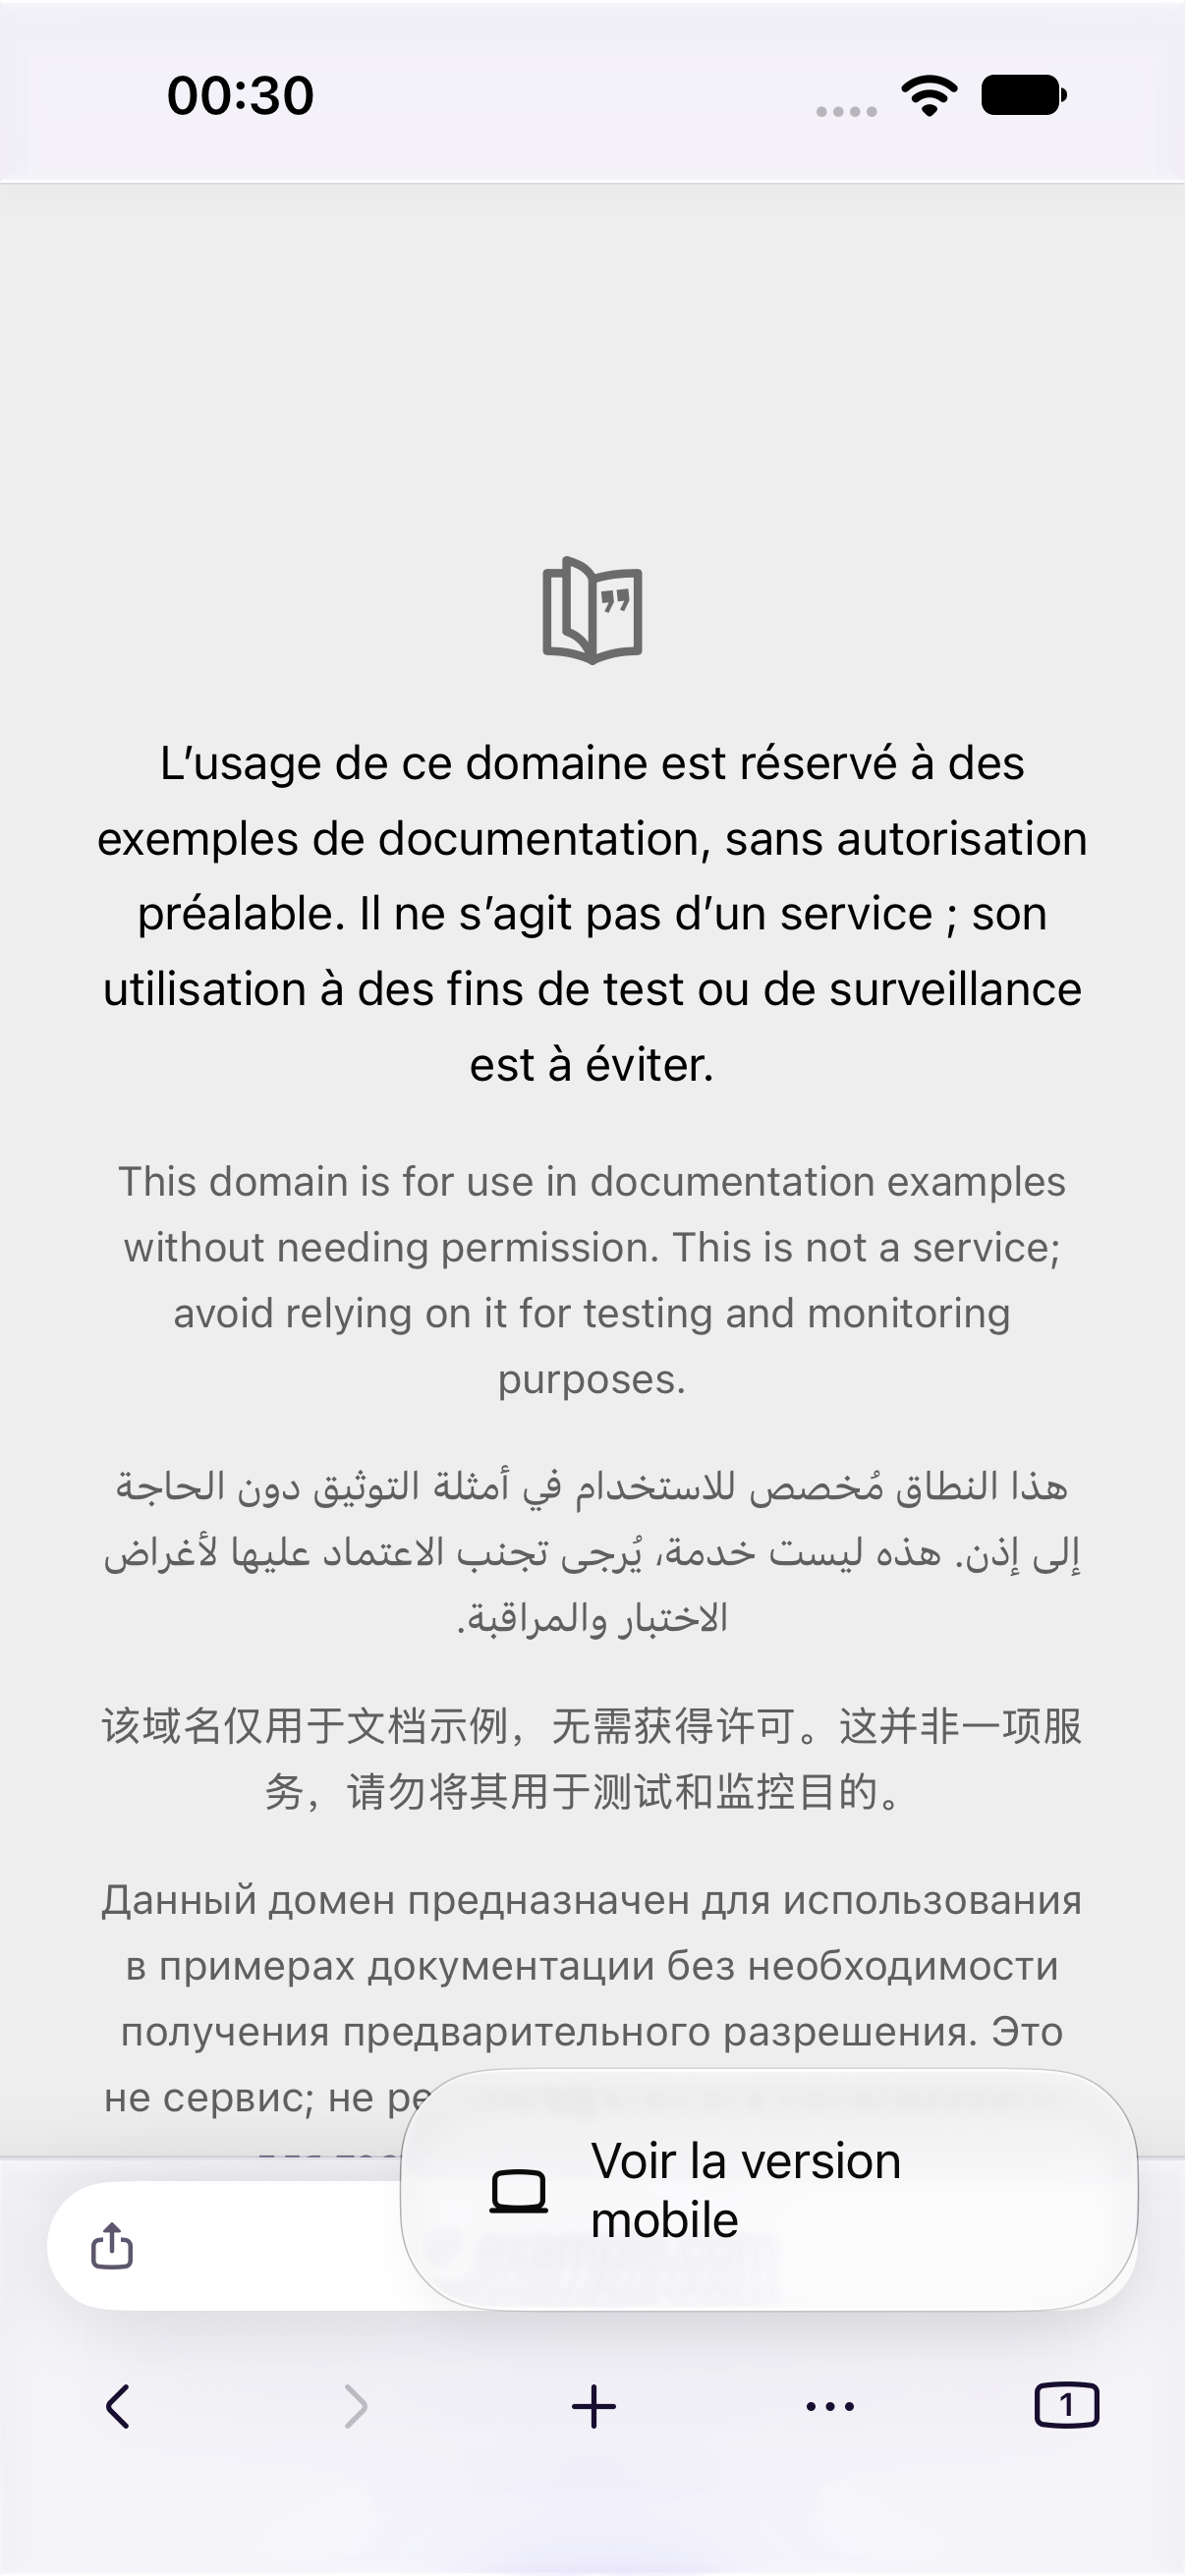 00:30
L’usage de ce domaine est réservé à des
exemples de documentation, sans autorisation
préalable. Il ne s’agit pas d’un service ; son
utilisation à des fins de test ou de surveillance
est à éviter.
This domain is for use in documentation examples
without needing permission. This is not a service;
avoid relying on it for testing and monitoring
purposes.
هذا النطاق مُخصص للاستخدام في أمثلة التوثيق دون الحاجة
إلى إذن. هذه ليست خدمة، يُرجى تجنب الاعتماد عليها لأغراض
الاختبار والمراقبة.
该域名仅用于文档示例，无需获得许可。这并非一项服
务，请勿将其用于测试和监控目的。
Данный домен предназначен для использования
в примерах документации без необходимости
получения предварительного разрешения. Это
не сервис; не ре
Voir la version
mobile
1